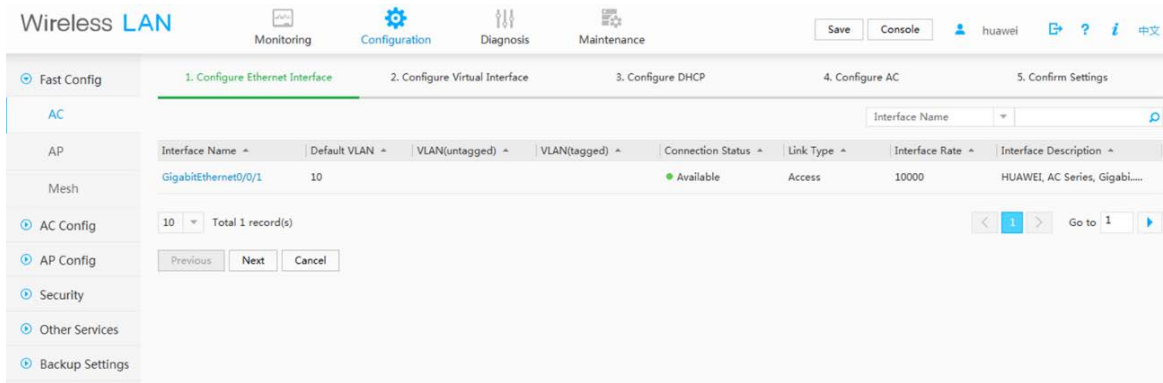 Wireless LAN
Monitoring Configuration Diagnosis Maintenance
Save Console huawei ? i 中文
Fast Config
AC
AP
Mesh
AC Config
AP Config
Security
Other Services
Backup Settings
1. Configure Ethernet Interface 2. Configure Virtual Interface 3. Configure DHCP 4. Configure AC 5. Confirm Settings
Interface Name
Interface Name Default VLAN VLAN(untagged) VLAN(tagged) Connection Status Link Type Interface Rate Interface Description
GigabitEthernet0/0/1 10 Available Access 10000 HUAWEI, AC Series, Gigabi.....
10 Total 1 record(s) < 1 > Go to 1
Previous Next Cancel